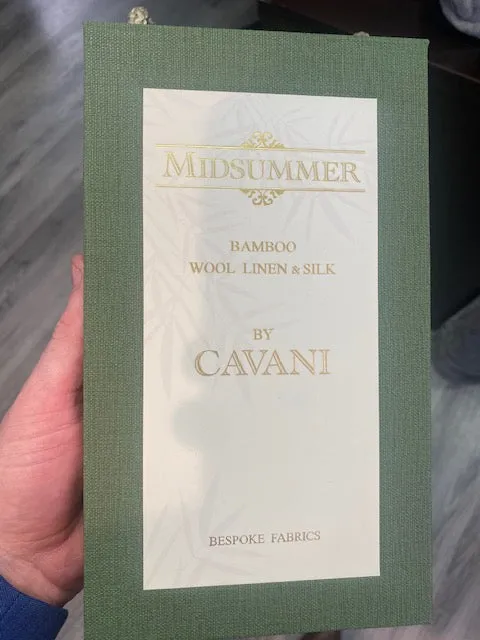 MIDSUMMER
BAMBOO
WOOL LINEN & SILK
BY
CAVANI
BESPOKE FABRICS